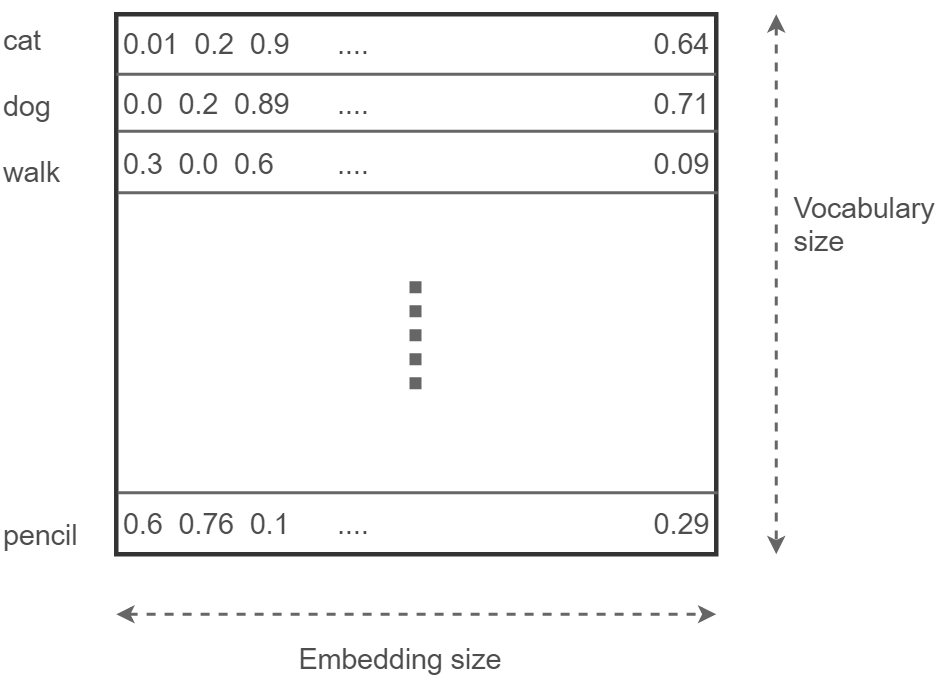 cat 0.01 0.2 0.9 .... 0.64
dog 0.0 0.2 0.89 .... 0.71
walk 0.3 0.0 0.6 .... 0.09
Vocabulary
size
pencil 0.6 0.76 0.1 .... 0.29
Embedding size